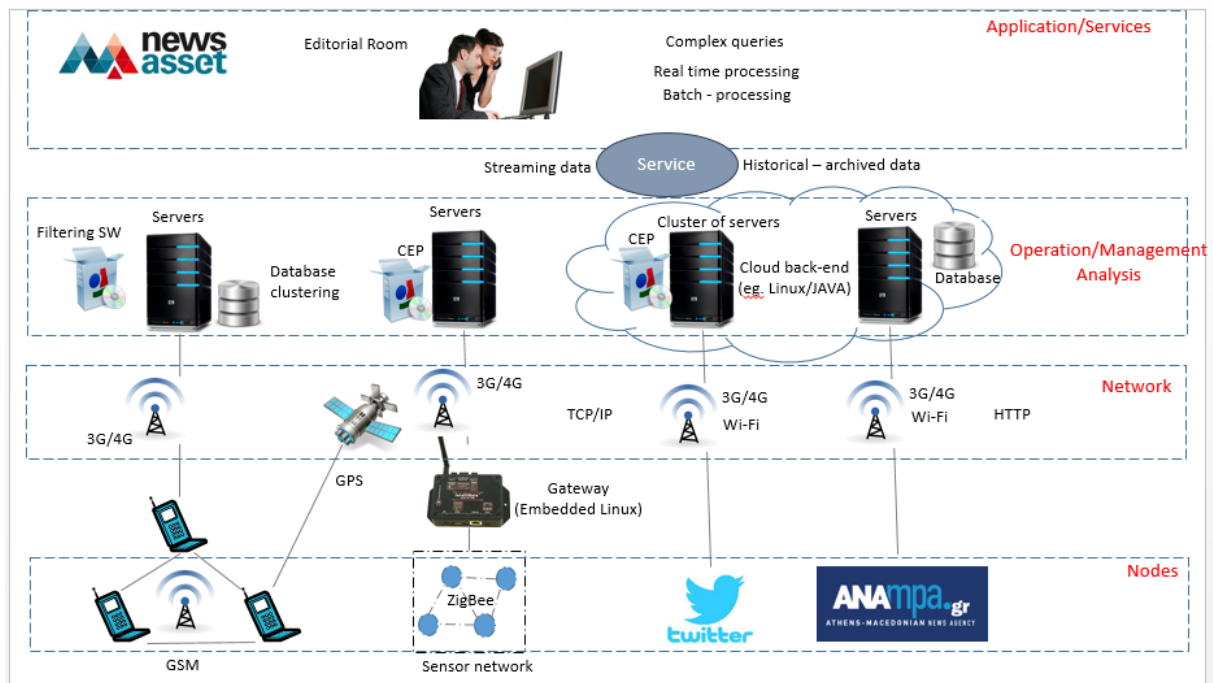 news
asset
Editorial Room
Complex queries
Real time processing
Batch - processing
Application/Services
Streaming data
Service
Historical – archived data
Filtering SW
Servers
Database
clustering
CEP
Servers
Cluster of servers
CEP
Cloud back-end
(eg. Linux/JAVA)
Servers
Database
Operation/Management
Analysis
3G/4G
GPS
3G/4G
TCP/IP
3G/4G
Wi-Fi
3G/4G
Wi-Fi
HTTP
Network
Gateway
(Embedded Linux)
GSM
ZigBee
Sensor network
twitter
ANAmpa.gr
ATHENS-MACEDONIAN NEWS AGENCY
Nodes